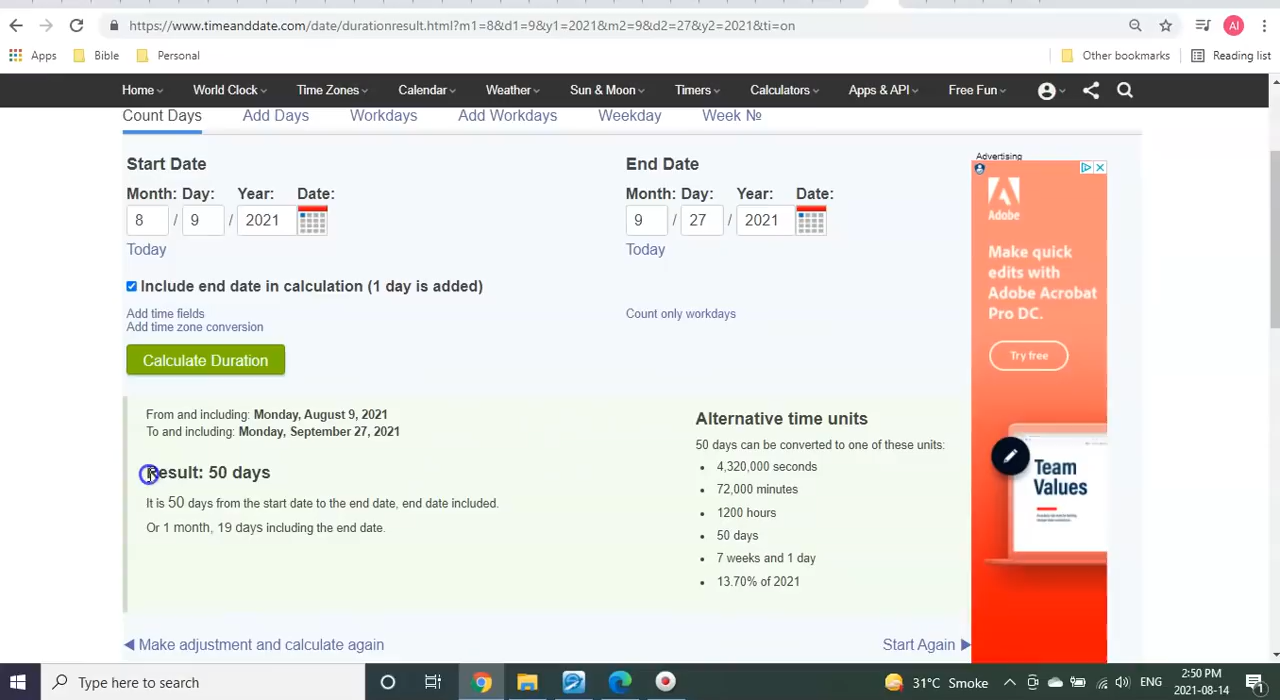 https://www.timeanddate.com/date/durationresult.html?m1=8&d1=9&y1=2021&m2=9&d2=27&y2=2021&ti=on
AI
Apps Bible Personal Other bookmarks Reading list
Home World Clock Time Zones Calendar Weather Sun & Moon Timers Calculators Apps & API Free Fun
Count Days Add Days Workdays Add Workdays Weekday Week №
Start Date
Month: Day: Year: Date:
8 / 9 / 2021
Today
End Date
Month: Day: Year: Date:
9 / 27 / 2021
Today
Include end date in calculation (1 day is added)
Add time fields
Add time zone conversion
Count only workdays
Calculate Duration
From and including: Monday, August 9, 2021
To and including: Monday, September 27, 2021
Result: 50 days
It is 50 days from the start date to the end date, end date included.
Or 1 month, 19 days including the end date.
Alternative time units
50 days can be converted to one of these units:
4,320,000 seconds
72,000 minutes
1200 hours
50 days
7 weeks and 1 day
13.70% of 2021
Make adjustment and calculate again
Start Again
Advertising
Adobe
Make quick
edits with
Adobe Acrobat
Pro DC.
Try free
Team
Values
Type here to search
31°C Smoke
ENG
2:50 PM
2021-08-14
1